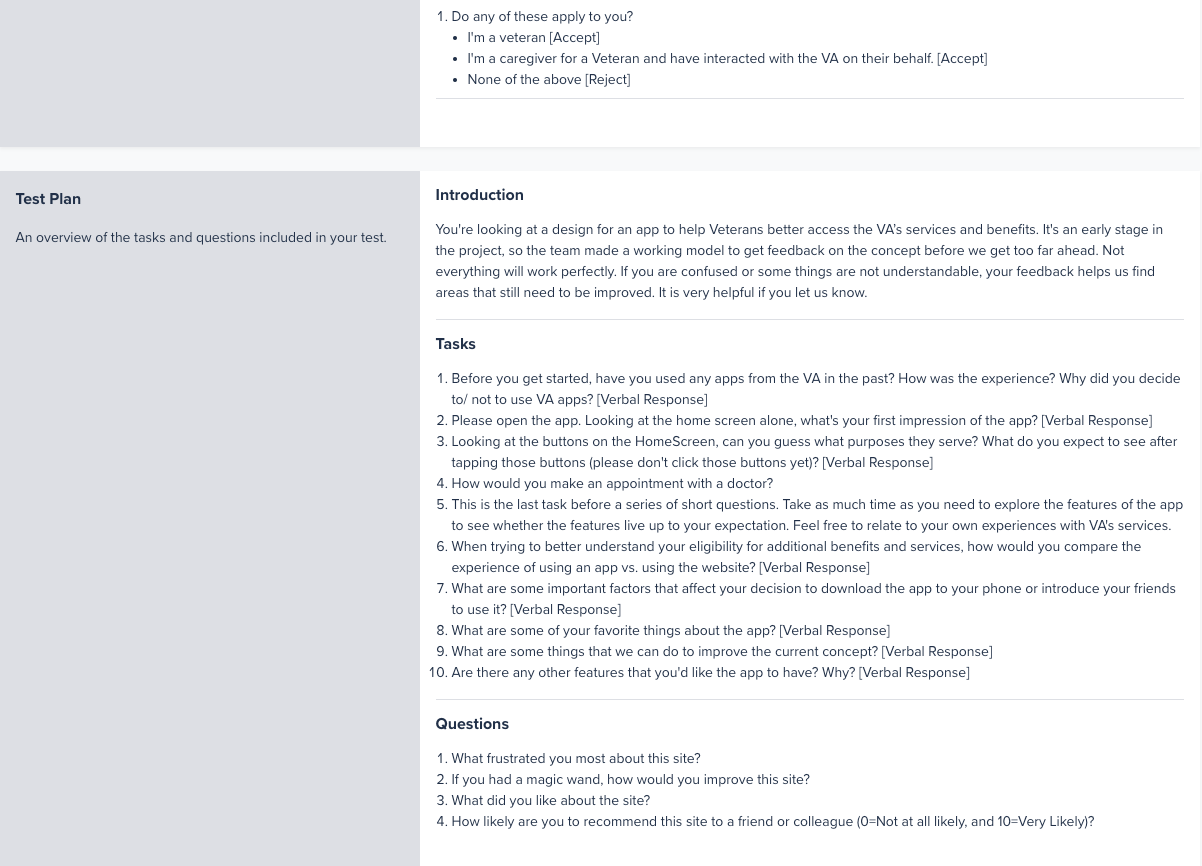 1. Do any of these apply to you?
• I'm a veteran [Accept]
• I'm a caregiver for a Veteran and have interacted with the VA on their behalf. [Accept]
• None of the above [Reject]
Test Plan
An overview of the tasks and questions included in your test.
Introduction
You're looking at a design for an app to help Veterans better access the VA's services and benefits. It's an early stage in
the project, so the team made a working model to get feedback on the concept before we get too far ahead. Not
everything will work perfectly. If you are confused or some things are not understandable, your feedback helps us find
areas that still need to be improved. It is very helpful if you let us know.
Tasks
1. Before you get started, have you used any apps from the VA in the past? How was the experience? Why did you decide
to/ not to use VA apps? [Verbal Response]
2. Please open the app. Looking at the home screen alone, what's your first impression of the app? [Verbal Response]
3. Looking at the buttons on the HomeScreen, can you guess what purposes they serve? What do you expect to see after
tapping those buttons (please don't click those buttons yet)? [Verbal Response]
4. How would you make an appointment with a doctor?
5. This is the last task before a series of short questions. Take as much time as you need to explore the features of the app
to see whether the features live up to your expectation. Feel free to relate to your own experiences with VA's services.
6. When trying to better understand your eligibility for additional benefits and services, how would you compare the
experience of using an app vs. using the website? [Verbal Response]
7. What are some important factors that affect your decision to download the app to your phone or introduce your friends
to use it? [Verbal Response]
8. What are some of your favorite things about the app? [Verbal Response]
9. What are some things that we can do to improve the current concept? [Verbal Response]
10. Are there any other features that you'd like the app to have? Why? [Verbal Response]
Questions
1. What frustrated you most about this site?
2. If you had a magic wand, how would you improve this site?
3. What did you like about the site?
4. How likely are you to recommend this site to a friend or colleague (0=Not at all likely, and 10=Very Likely)?